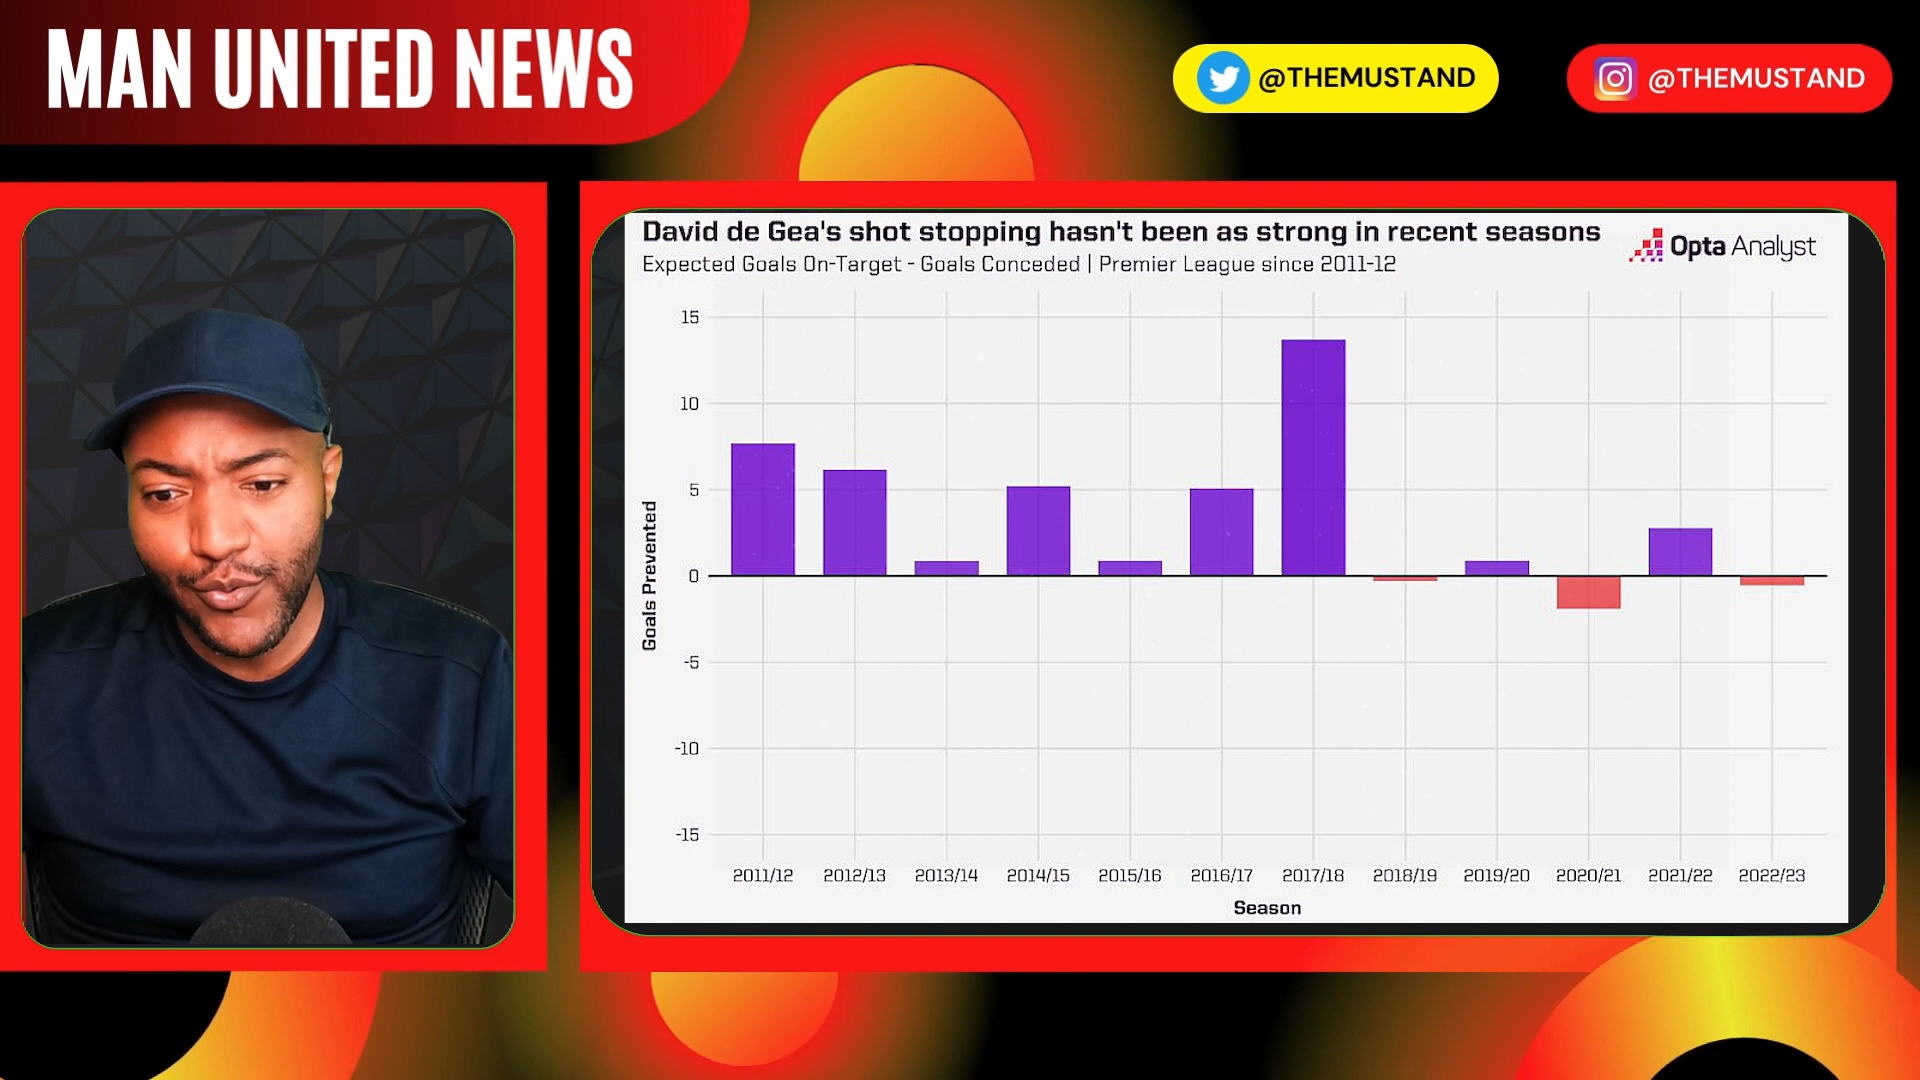 MAN UNITED NEWS
@THEMUSTAND
@THEMUSTAND
David de Gea's shot stopping hasn't been as strong in recent seasons
Expected Goals On-Target - Goals Conceded | Premier League since 2011-12
Opta Analyst
15
10
5
0
-5
-10
-15
Goals Prevented
2011/12 2012/13 2013/14 2014/15 2015/16 2016/17 2017/18 2018/19 2019/20 2020/21 2021/22 2022/23
Season